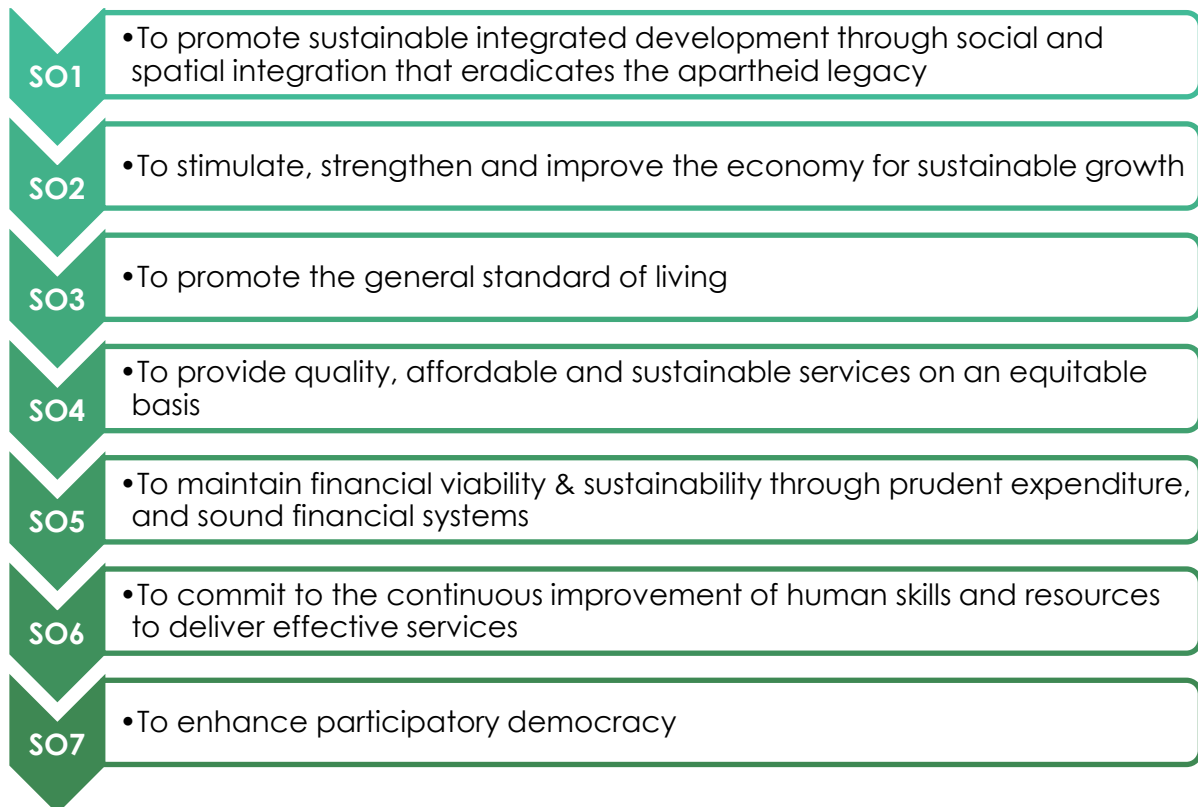 SO1
•To promote sustainable integrated development through social and
spatial integration that eradicates the apartheid legacy
SO2
•To stimulate, strengthen and improve the economy for sustainable growth
SO3
•To promote the general standard of living
SO4
•To provide quality, affordable and sustainable services on an equitable
basis
SO5
•To maintain financial viability & sustainability through prudent expenditure,
and sound financial systems
SO6
•To commit to the continuous improvement of human skills and resources
to deliver effective services
SO7
•To enhance participatory democracy